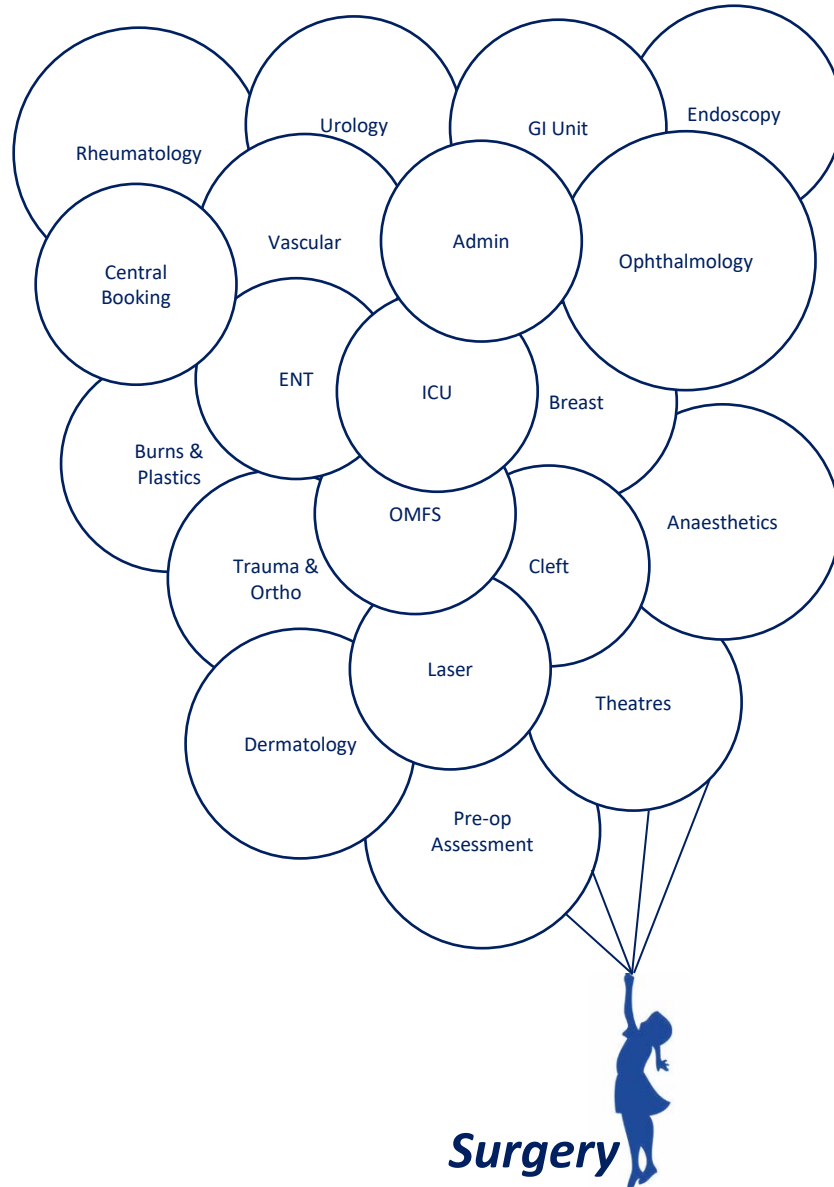 Endoscopy
Urology
GI Unit
Rheumatology
Vascular
Admin
Ophthalmology
Central
Booking
ENT
ICU
Breast
Burns &
Plastics
OMFS
Anaesthetics
Trauma &
Ortho
Cleft
Laser
Theatres
Dermatology
Pre-op
Assessment
Surgery